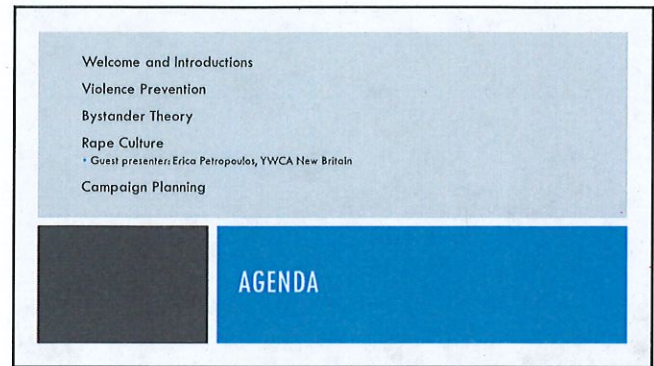 Welcome and Introductions
Violence Prevention
Bystander Theory
Rape Culture
• Guest presenter: Erica Petropoulos, YWCA New Britain
Campaign Planning
AGENDA